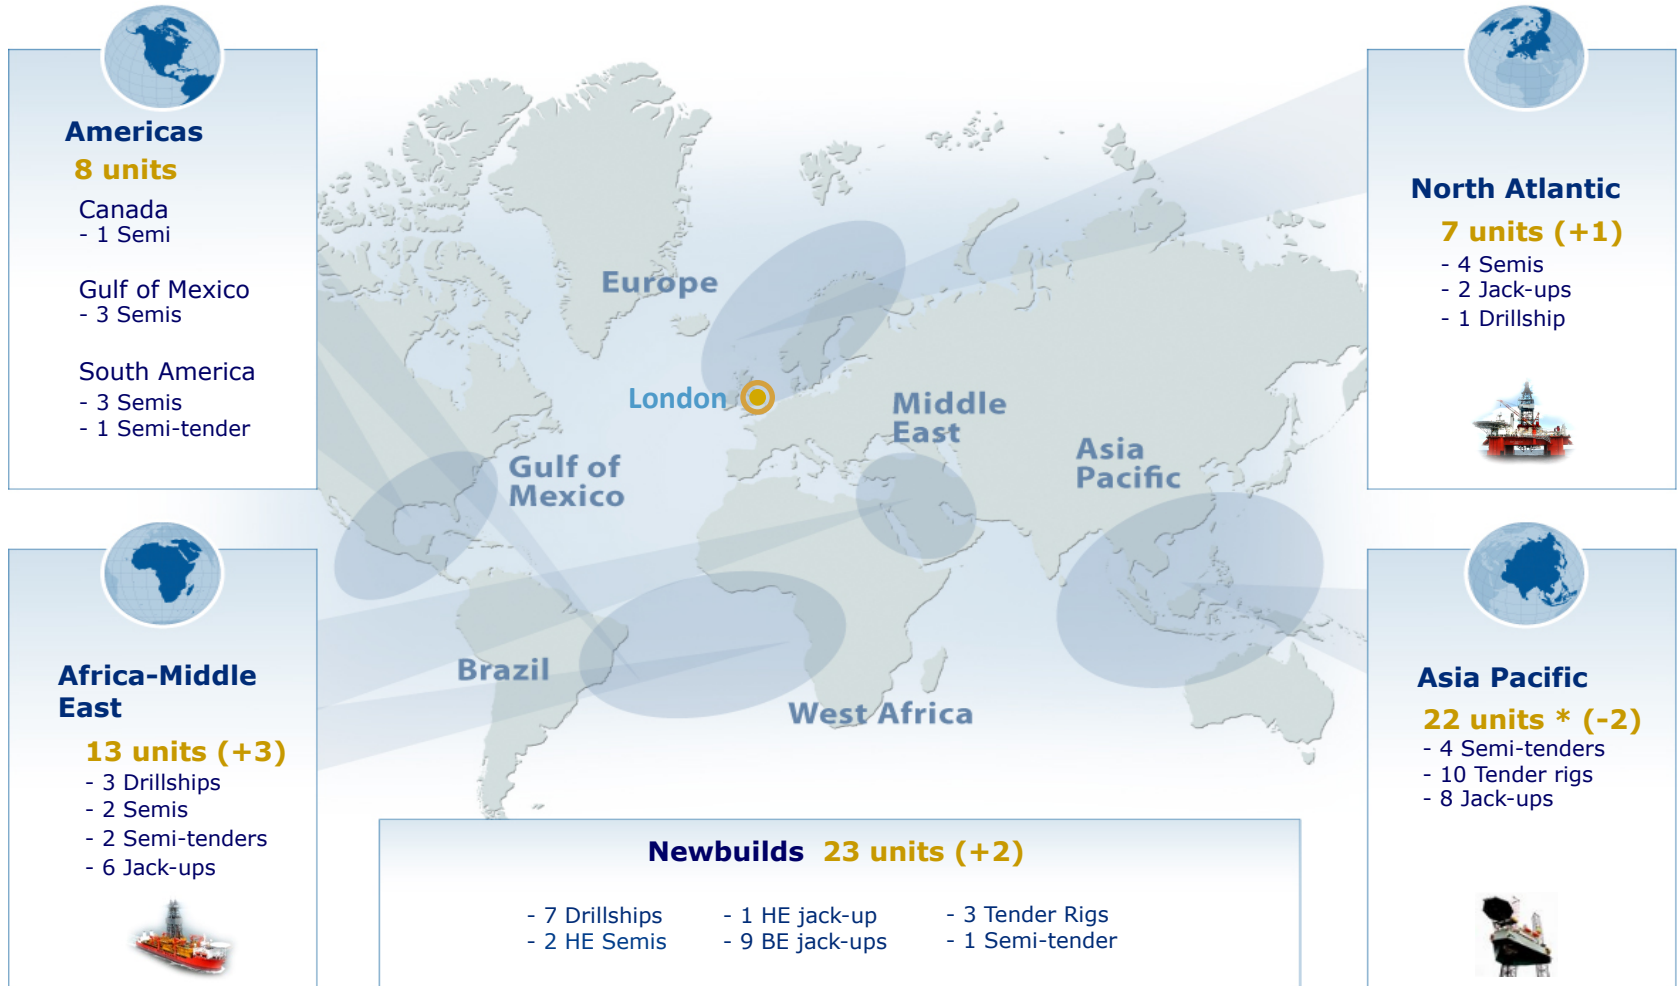 Americas
8 units
Canada
- 1 Semi
Gulf of Mexico
- 3 Semis
South America
- 3 Semis
- 1 Semi-tender
Africa-Middle
East
13 units (+3)
- 3 Drillships
- 2 Semis
- 2 Semi-tenders
- 6 Jack-ups
Europe
London
Gulf of
Mexico
Middle
East
Asia
Pacific
Brazil
West Africa
North Atlantic
7 units (+1)
- 4 Semis
- 2 Jack-ups
- 1 Drillship
Asia Pacific
22 units * (-2)
- 4 Semi-tenders
- 10 Tender rigs
- 8 Jack-ups
Newbuilds 23 units (+2)
- 7 Drillships
- 2 HE Semis
- 1 HE jack-up
- 9 BE jack-ups
- 3 Tender Rigs
- 1 Semi-tender